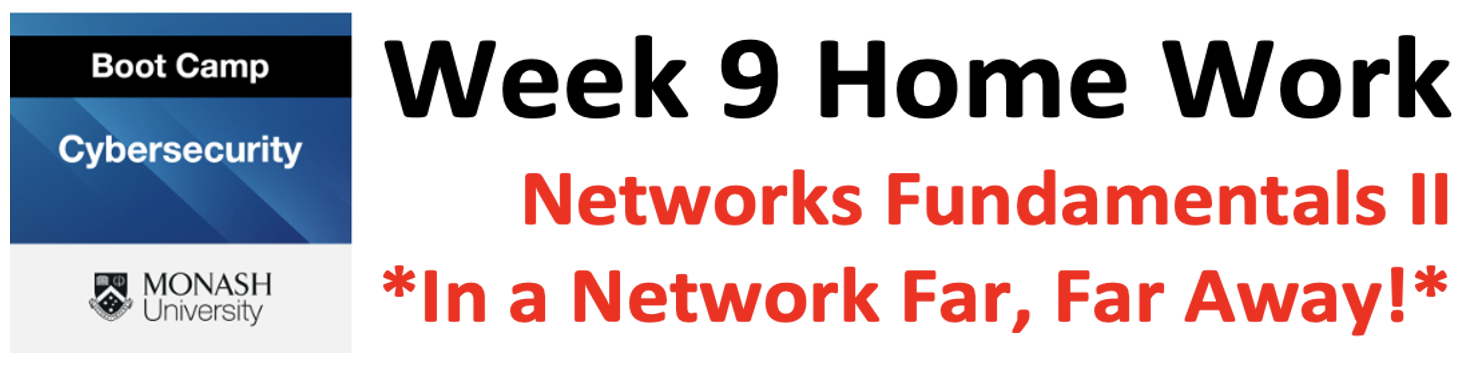 Boot Camp
Cybersecurity
MONASH
University
Week 9 Home Work
Networks Fundamentals II
*In a Network Far, Far Away!*